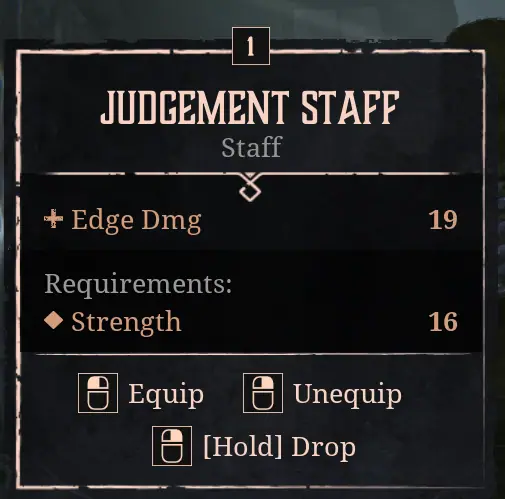 1
JUDGEMENT STAFF
Staff
Edge Dmg 19
Requirements:
Strength 16
Equip Unequip
[Hold] Drop